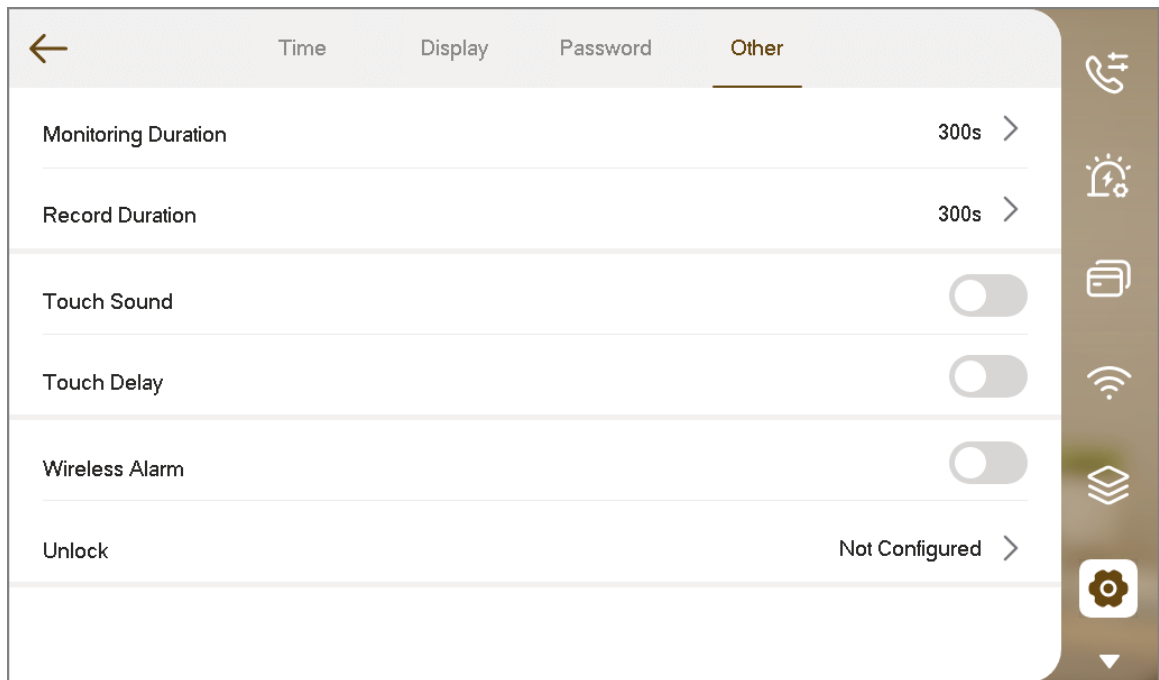 Time Display Password Other
Monitoring Duration 300s
Record Duration 300s
Touch Sound
Touch Delay
Wireless Alarm
Unlock Not Configured